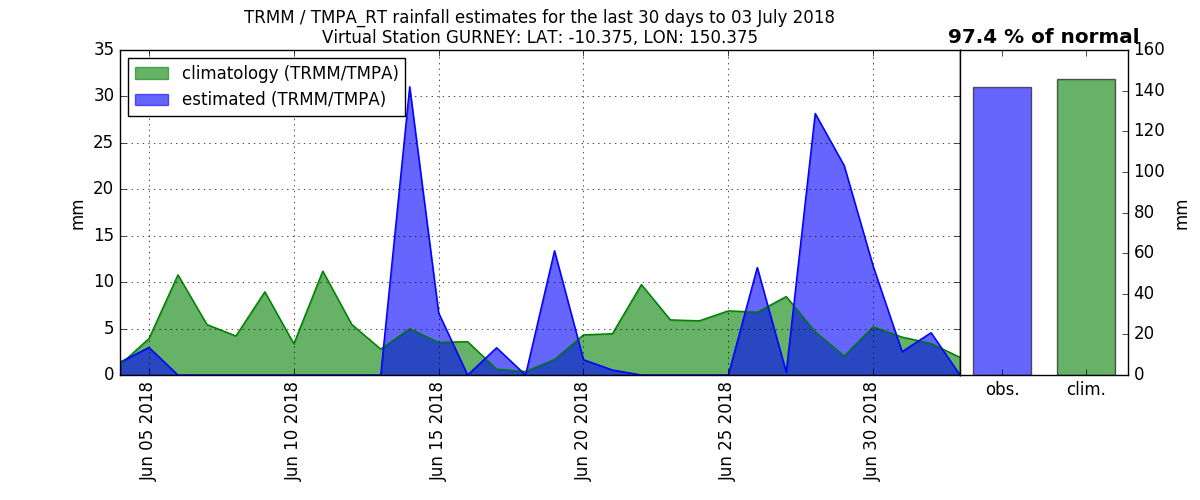 TRMM / TMPA_RT rainfall estimates for the last 30 days to 03 July 2018
Virtual Station GURNEY: LAT: -10.375, LON: 150.375
97.4 % of normal
climatology (TRMM/TMPA)
estimated (TRMM/TMPA)
mm
35
30
25
20
15
10
5
0
Jun 05 2018
Jun 10 2018
Jun 15 2018
Jun 20 2018
Jun 25 2018
Jun 30 2018
160
140
120
100
80
60
40
20
0
mm
obs.
clim.